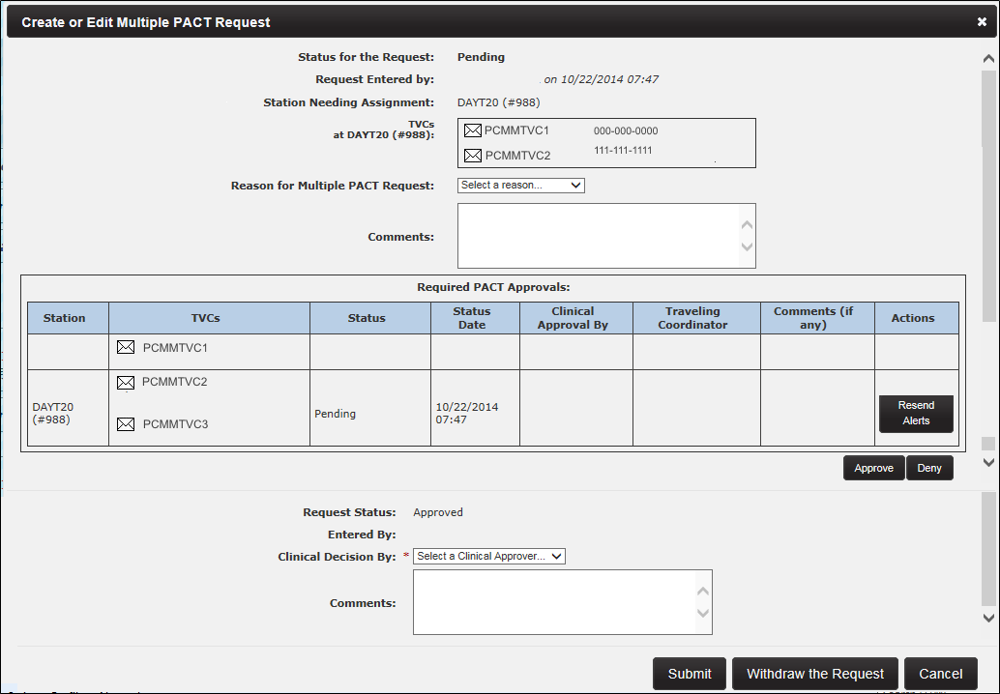 Create or Edit Multiple PACT Request
Status for the Request: Pending
Request Entered by: on 10/22/2014 07:47
Station Needing Assignment: DAYT20 (#988)
TVCs
at DAYT20 (#988):
PCMMTVC1 000-000-0000
PCMMTVC2 111-111-1111
Reason for Multiple PACT Request: Select a reason...
Comments:
Required PACT Approvals:
Station TVCs Status Status Date Clinical Approval By Traveling Coordinator Comments (if any) Actions
PCMMTVC1
DAYT20 (#988) PCMMTVC2 PCMMTVC3 Pending 10/22/2014 07:47 Resend Alerts
Approve Deny
Request Status: Approved
Entered By:
Clinical Decision By: * Select a Clinical Approver...
Comments:
Submit Withdraw the Request Cancel